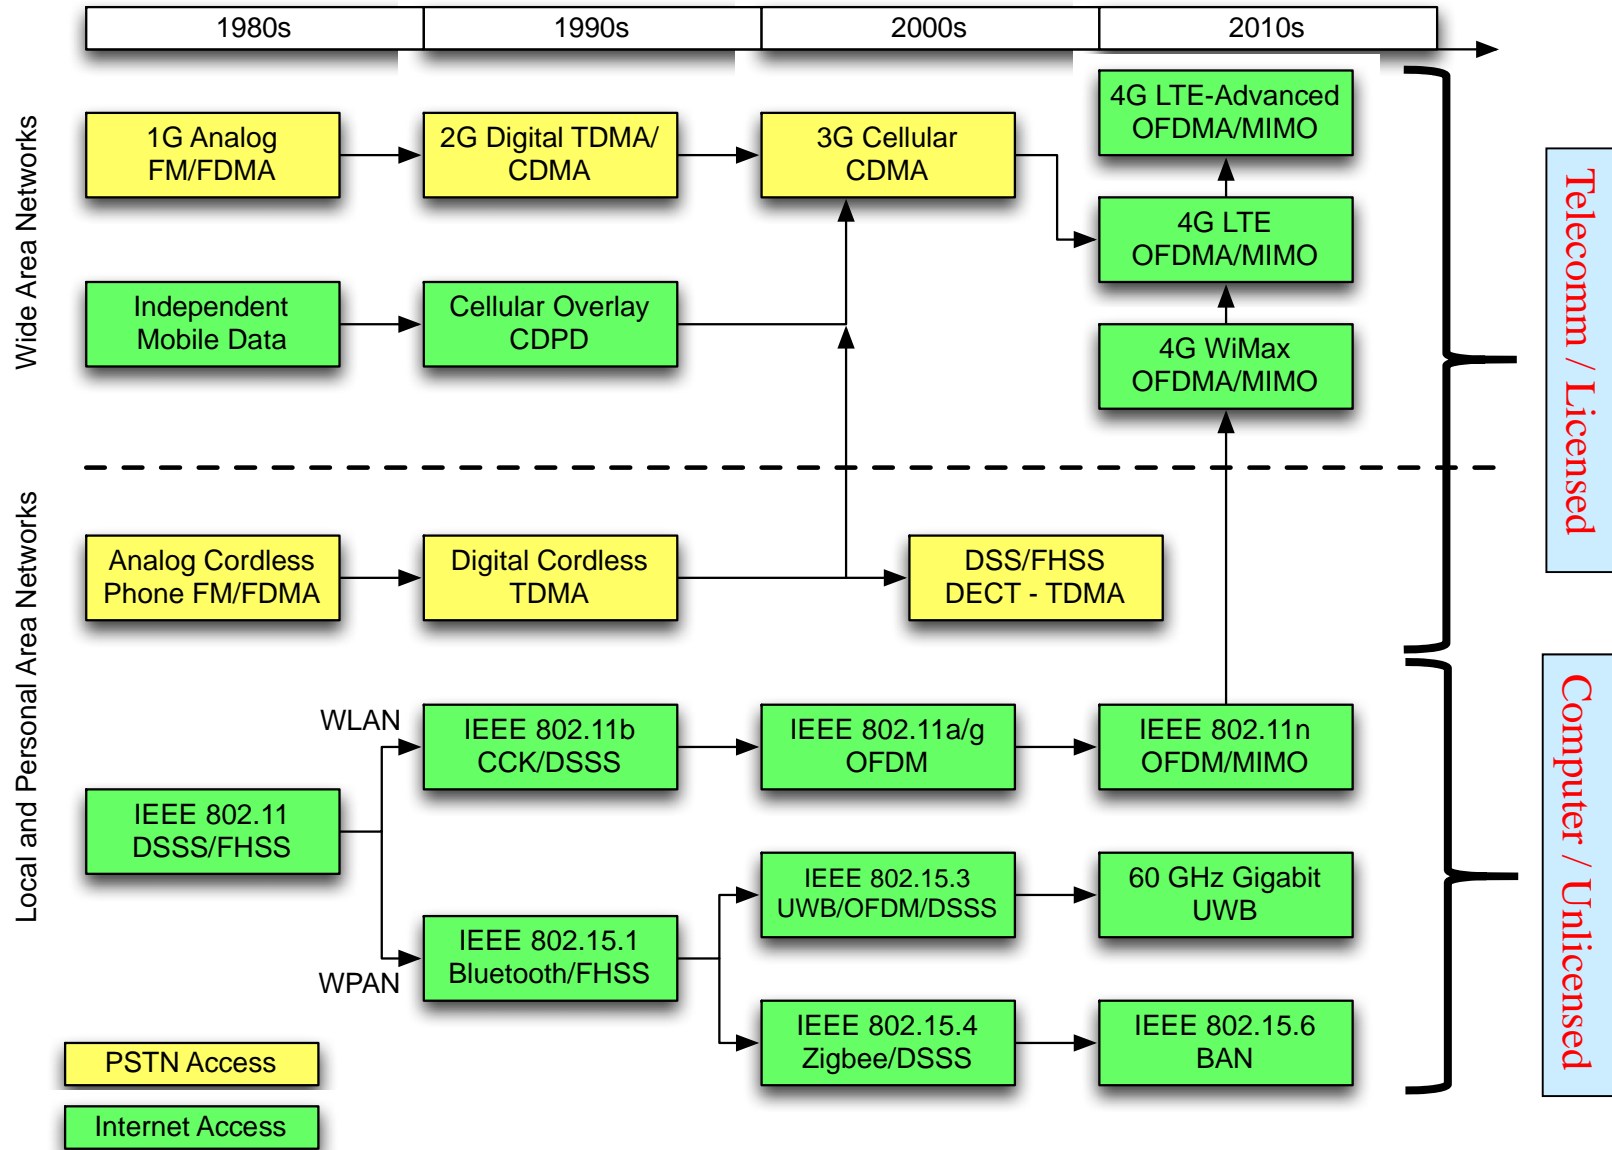 1980s
1990s
2000s
2010s
Wide Area Networks
1G Analog
FM/FDMA
2G Digital TDMA/
CDMA
3G Cellular
CDMA
4G LTE-Advanced
OFDMA/MIMO
4G LTE
OFDMA/MIMO
Independent
Mobile Data
Cellular Overlay
CDPD
4G WiMax
OFDMA/MIMO
Telecomm / Licensed
Local and Personal Area Networks
Analog Cordless
Phone FM/FDMA
Digital Cordless
TDMA
DSS/FHSS
DECT - TDMA
WLAN
IEEE 802.11b
CCK/DSSS
IEEE 802.11a/g
OFDM
IEEE 802.11n
OFDM/MIMO
IEEE 802.11
DSSS/FHSS
IEEE 802.15.3
UWB/OFDM/DSSS
60 GHz Gigabit
UWB
WPAN
IEEE 802.15.1
Bluetooth/FHSS
IEEE 802.15.4
Zigbee/DSSS
IEEE 802.15.6
BAN
Computer / Unlicensed
PSTN Access
Internet Access